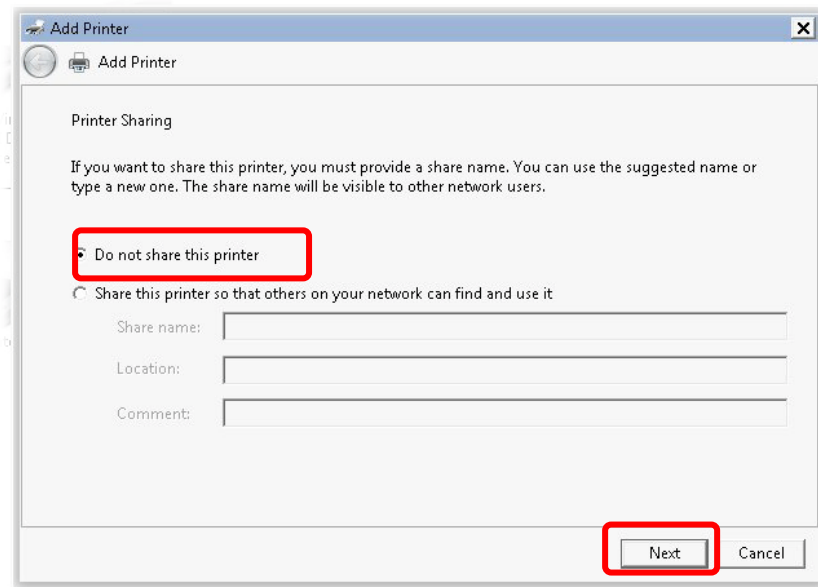 Add Printer
Add Printer
Printer Sharing
If you want to share this printer, you must provide a share name. You can use the suggested name or
type a new one. The share name will be visible to other network users.
Do not share this printer
Share this printer so that others on your network can find and use it
Share name:
Location:
Comment:
Next
Cancel